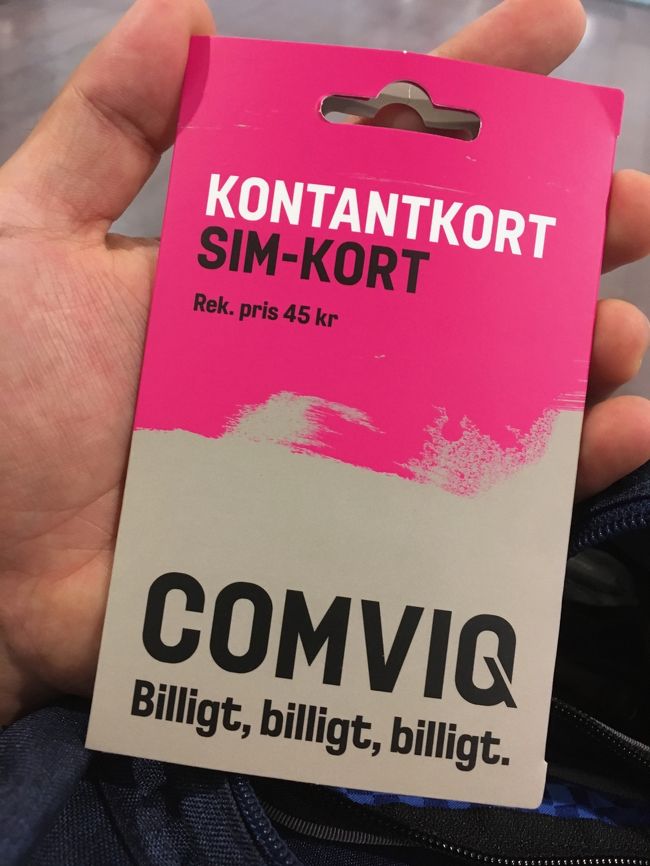 KONTANTKORT
SIM-KORT
Rek. pris 45 kr
COMVIQ
Billigt, billigt, billigt.